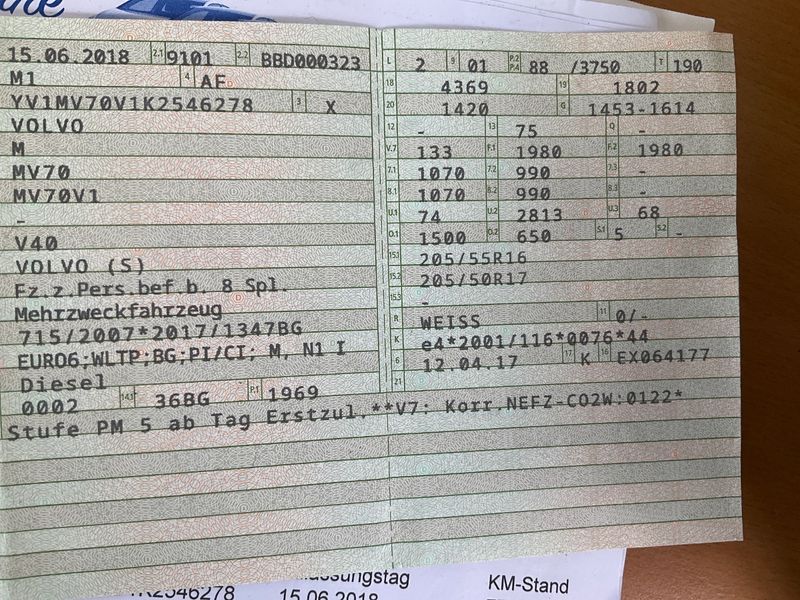 15.06.2018 2.1 9101 2.2 BBD000323
M1 4 AF
YV1MV70V1K2546278 3 X
VOLVO
M
MV70
MV70V1
-
V40
VOLVO (S)
Fz.z.Pers.bef.b. 8 Spl.
Mehrzweckfahrzeug
715/2007*2017/1347BG
EURO6;WLTP;BG;PI/CI; M, N1 I
Diesel
0002 14.1 36BG P.1 1969
Stufe PM 5 ab Tag Erstzul.**V7: Korr.NEFZ-CO2W:0122*
L 2 9 01 P.2 P.4 88 /3750 T 190
18 4369 19 1802
20 1420 G 1453-1614
12 - 13 75 Q -
V.7 133 F.1 1980 F.2 1980
7.1 1070 7.2 990 7.3 -
8.1 1070 8.2 990 8.3 -
U.1 74 U.2 2813 U.3 68
O.1 1500 O.2 650 S.1 5 S.2 -
15.1 205/55R16
15.2 205/50R17
15.3 -
R WEISS 11 0/-
K e4*2001/116*0076*44
6 12.04.17 17 K 16 EX064177
21
ssungstag KM-Stand
K2546278 15.06.2018